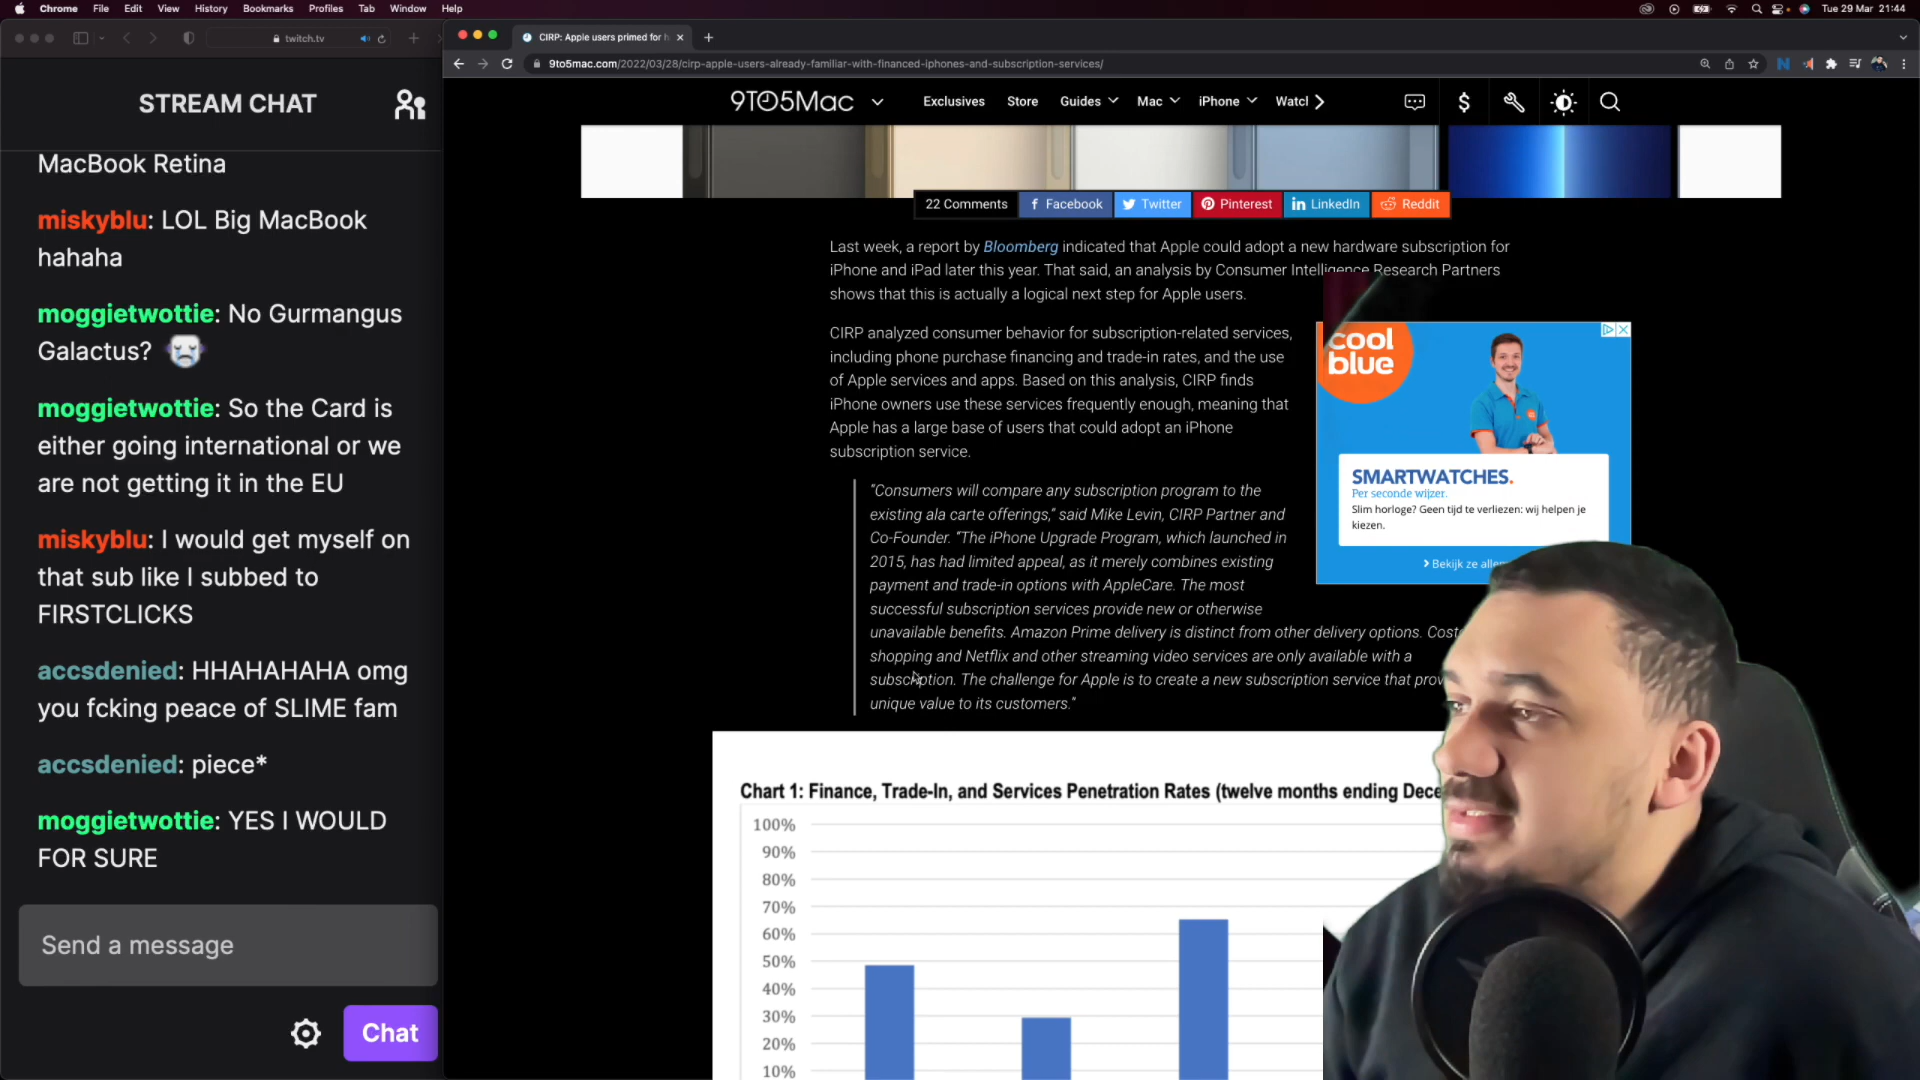 Chrome File Edit View History Bookmarks Profiles Tab Window Help
Tue 29 Mar 21:44
twitch.tv
CIRP: Apple users primed for h
9to5mac.com/2022/03/28/cirp-apple-users-already-familiar-with-financed-iphones-and-subscription-services/
STREAM CHAT
MacBook Retina
miskyblu: LOL Big MacBook
hahaha
moggietwottie: No Gurmangus
Galactus?
moggietwottie: So the Card is
either going international or we
are not getting it in the EU
miskyblu: I would get myself on
that sub like I subbed to
FIRSTCLICKS
accsdenied: HHAHAHAHA omg
you fcking peace of SLIME fam
accsdenied: piece*
moggietwottie: YES I WOULD
FOR SURE
Send a message
Chat
9TO5Mac Exclusives Store Guides Mac iPhone Watcl
22 Comments Facebook Twitter Pinterest LinkedIn Reddit
Last week, a report by Bloomberg indicated that Apple could adopt a new hardware subscription for
iPhone and iPad later this year. That said, an analysis by Consumer Intelligence Research Partners
shows that this is actually a logical next step for Apple users.
CIRP analyzed consumer behavior for subscription-related services,
including phone purchase financing and trade-in rates, and the use
of Apple services and apps. Based on this analysis, CIRP finds
iPhone owners use these services frequently enough, meaning that
Apple has a large base of users that could adopt an iPhone
subscription service.
"Consumers will compare any subscription program to the
existing ala carte offerings," said Mike Levin, CIRP Partner and
Co-Founder. "The iPhone Upgrade Program, which launched in
2015, has had limited appeal, as it merely combines existing
payment and trade-in options with AppleCare. The most
successful subscription services provide new or otherwise
unavailable benefits. Amazon Prime delivery is distinct from other delivery options. Cost
shopping and Netflix and other streaming video services are only available with a
subscription. The challenge for Apple is to create a new subscription service that prov
unique value to its customers."
cool
blue
SMARTWATCHES.
Per seconde wijzer.
Slim horloge? Geen tijd te verliezen: wij helpen je
kiezen.
Bekijk ze alle
Chart 1: Finance, Trade-In, and Services Penetration Rates (twelve months ending Dece
100%
90%
80%
70%
60%
50%
40%
30%
20%
10%